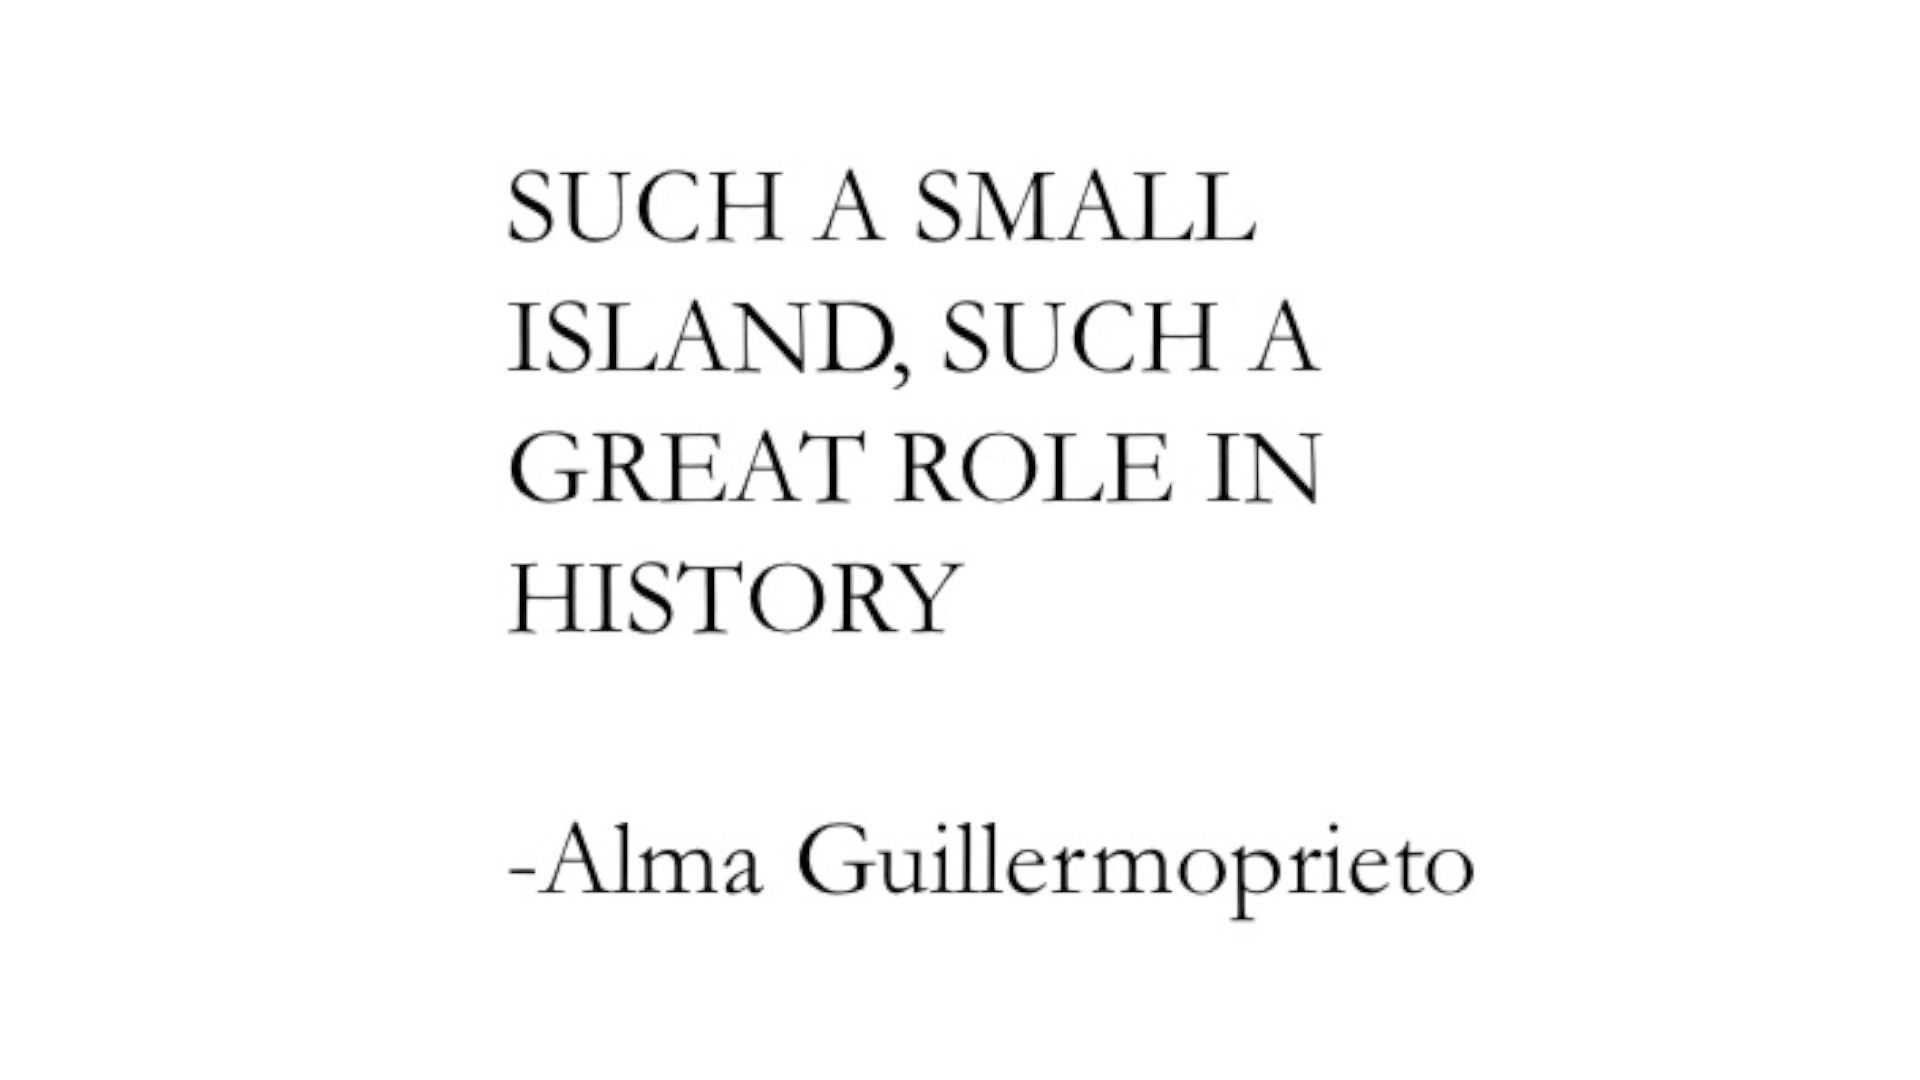 SUCH A SMALL
ISLAND, SUCH A
GREAT ROLE IN
HISTORY
-Alma Guillermoprieto